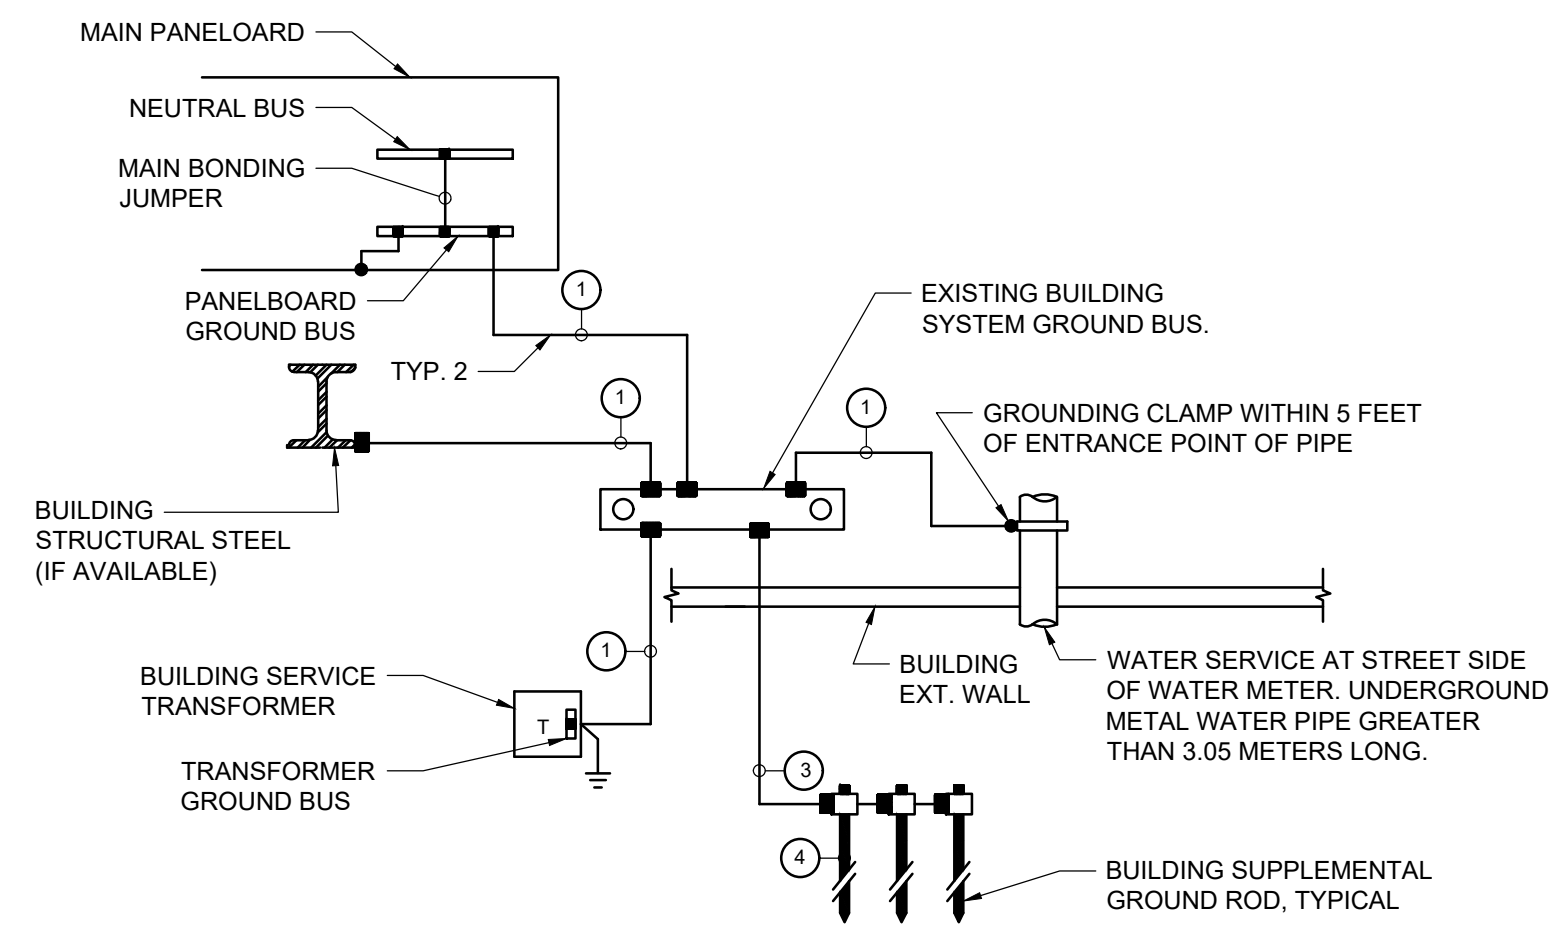 MAIN PANELOARD
NEUTRAL BUS
MAIN BONDING
JUMPER
PANELBOARD
GROUND BUS
1
TYP. 2
EXISTING BUILDING
SYSTEM GROUND BUS.
1
1
GROUNDING CLAMP WITHIN 5 FEET
OF ENTRANCE POINT OF PIPE
BUILDING
STRUCTURAL STEEL
(IF AVAILABLE)
1
BUILDING SERVICE
TRANSFORMER
T
TRANSFORMER
GROUND BUS
BUILDING
EXT. WALL
WATER SERVICE AT STREET SIDE
OF WATER METER. UNDERGROUND
METAL WATER PIPE GREATER
THAN 3.05 METERS LONG.
3
4
BUILDING SUPPLEMENTAL
GROUND ROD, TYPICAL